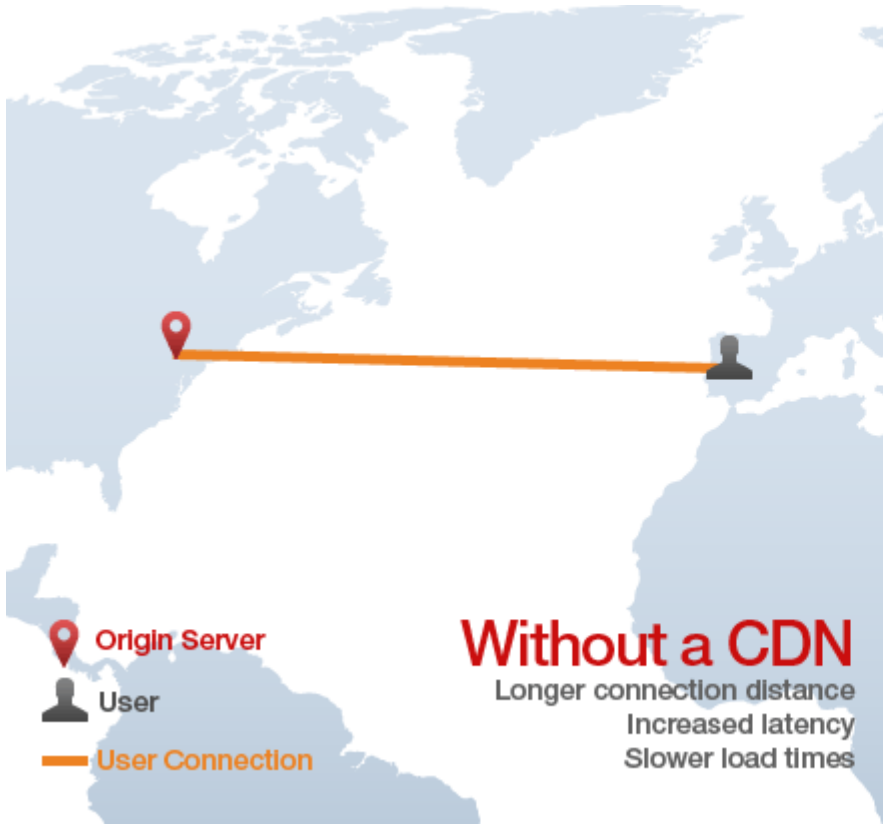 Origin Server
User
User Connection
Without a CDN
Longer connection distance
Increased latency
Slower load times